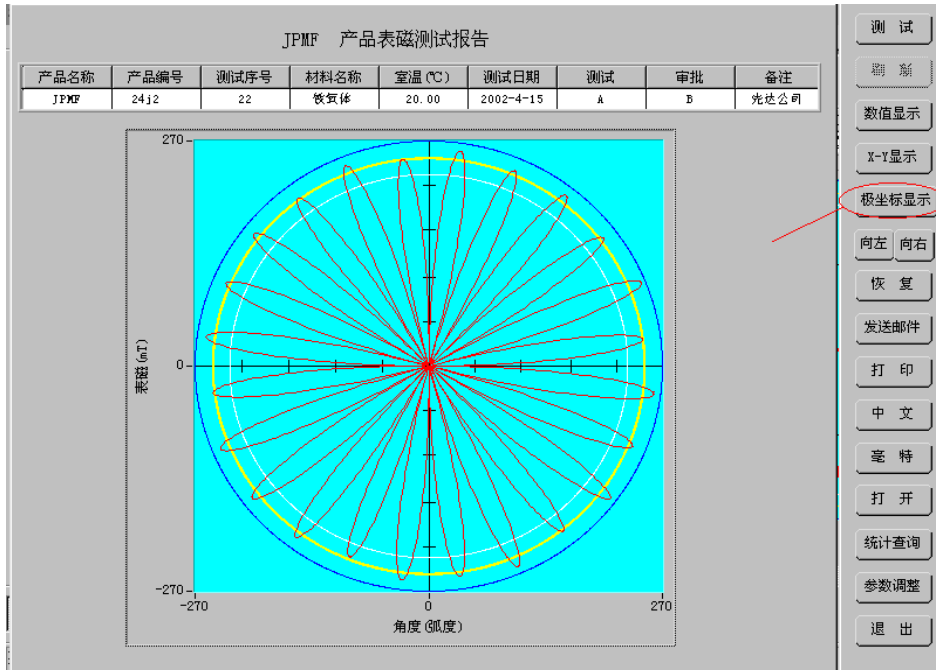 JPMF 产品表磁测试报告
产品名称 产品编号 测试序号 材料名称 室温(℃) 测试日期 测试 审批 备注
JPMF 24j2 22 铁氧体 20.00 2002-4-15 A B 先达公司
270
0
-270
表磁(mT)
-270 0 270
角度(弧度)
测 试
刷 新
数值显示
X-Y显示
极坐标显示
向左 向右
恢 复
发送邮件
打 印
中 文
毫 特
打 开
统计查询
参数调整
退 出